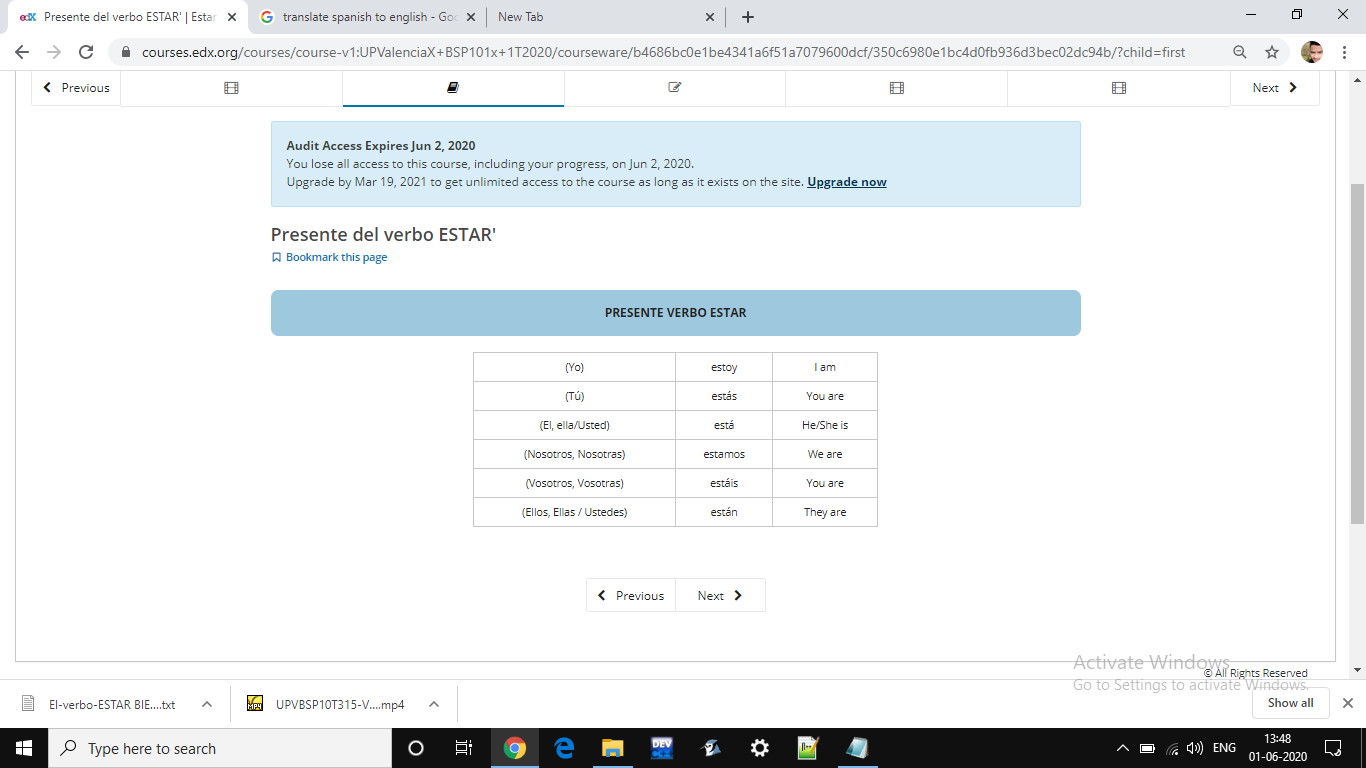 edX Presente del verbo ESTAR' | Estar
translate spanish to english - Goo
New Tab
courses.edx.org/courses/course-v1:UPValenciaX+BSP101x+1T2020/courseware/b4686bc0e1be4341a6f51a7079600dcf/350c6980e1bc4d0fb936d3bec02dc94b/?child=first
Previous
Next
Audit Access Expires Jun 2, 2020
You lose all access to this course, including your progress, on Jun 2, 2020.
Upgrade by Mar 19, 2021 to get unlimited access to the course as long as it exists on the site. Upgrade now
Presente del verbo ESTAR'
Bookmark this page
PRESENTE VERBO ESTAR
(Yo) estoy I am
(Tú) estás You are
(El, ella/Usted) está He/She is
(Nosotros, Nosotras) estamos We are
(Vosotros, Vosotras) estáis You are
(Ellos, Ellas / Ustedes) están They are
Previous Next
Activate Windows
© All Rights Reserved
Go to Settings to activate Windows.
El-verbo-ESTAR BIE....txt
UPVBSP10T315-V....mp4
Show all
Type here to search
DEV
ENG
13:48
01-06-2020